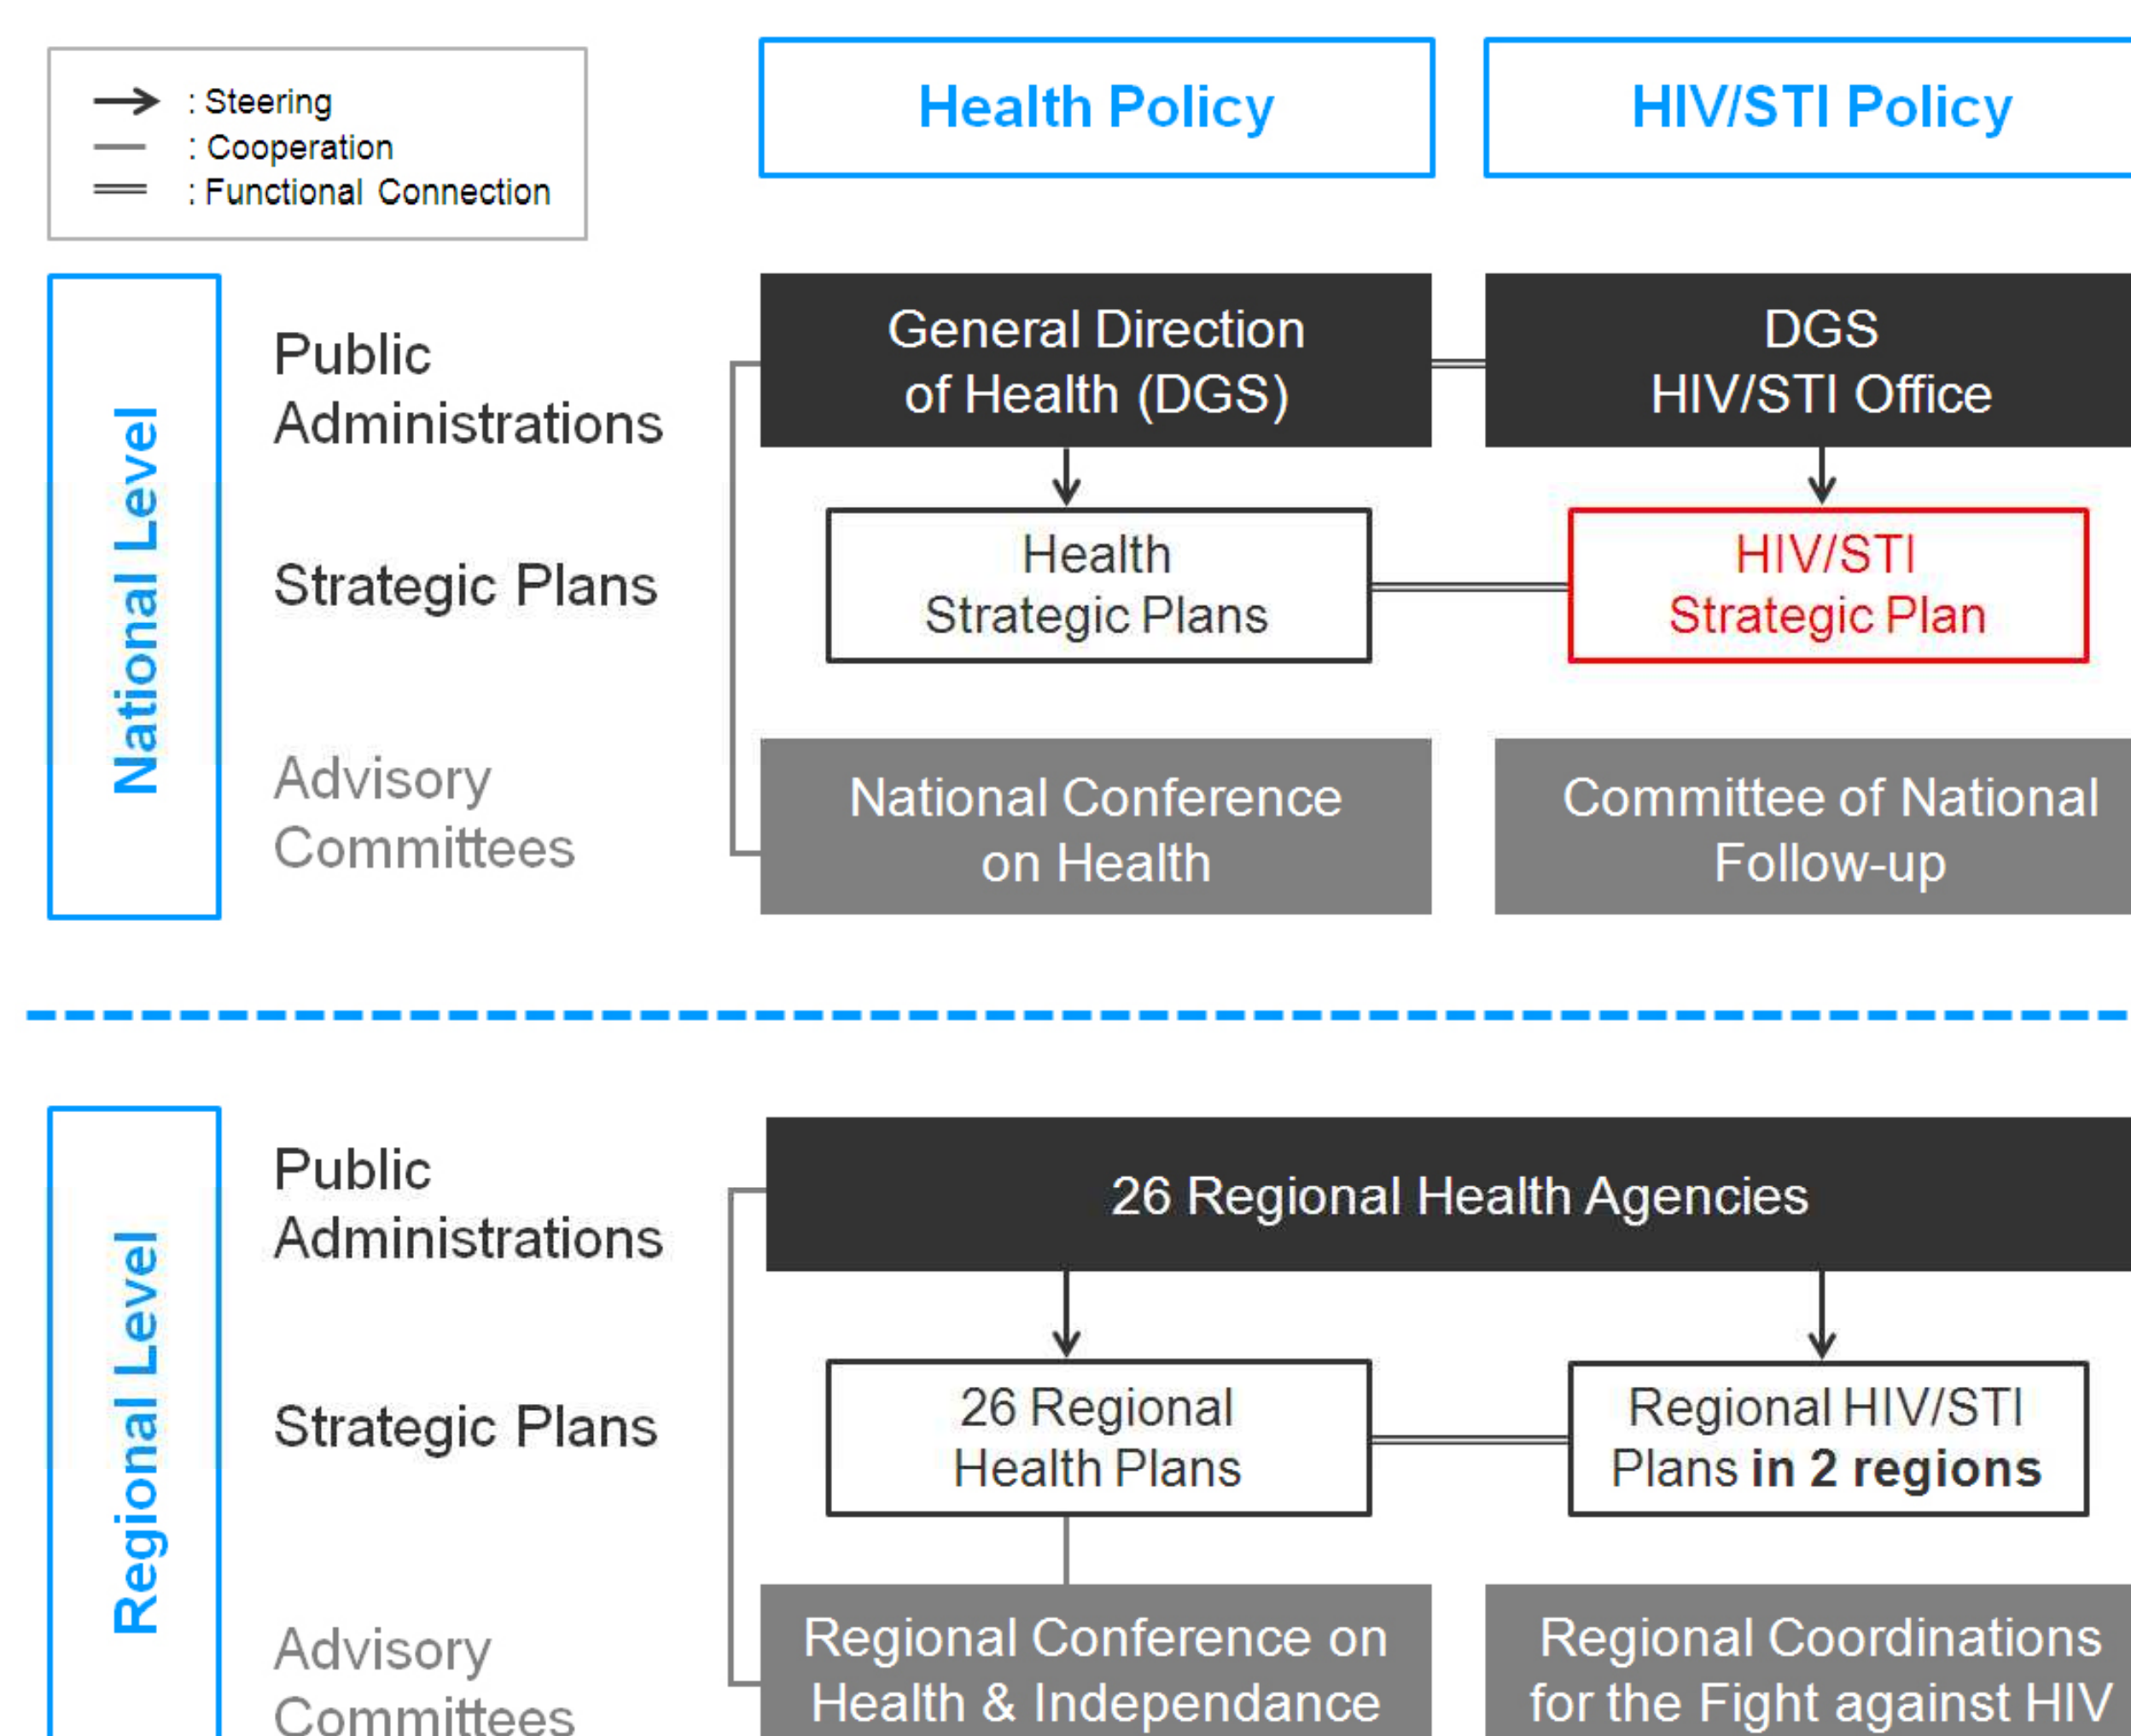 : Steering
: Cooperation
: Functional Connection
Health Policy
HIV/STI Policy
National Level
Public
Administrations
General Direction
of Health (DGS)
DGS
HIV/STI Office
Strategic Plans
Health
Strategic Plans
HIV/STI
Strategic Plan
Advisory
Committees
National Conference
on Health
Committee of National
Follow-up
Regional Level
Public
Administrations
26 Regional Health Agencies
Strategic Plans
26 Regional
Health Plans
Regional HIV/STI
Plans in 2 regions
Advisory
Committees
Regional Conference on
Health & Independance
Regional Coordinations
for the Fight against HIV